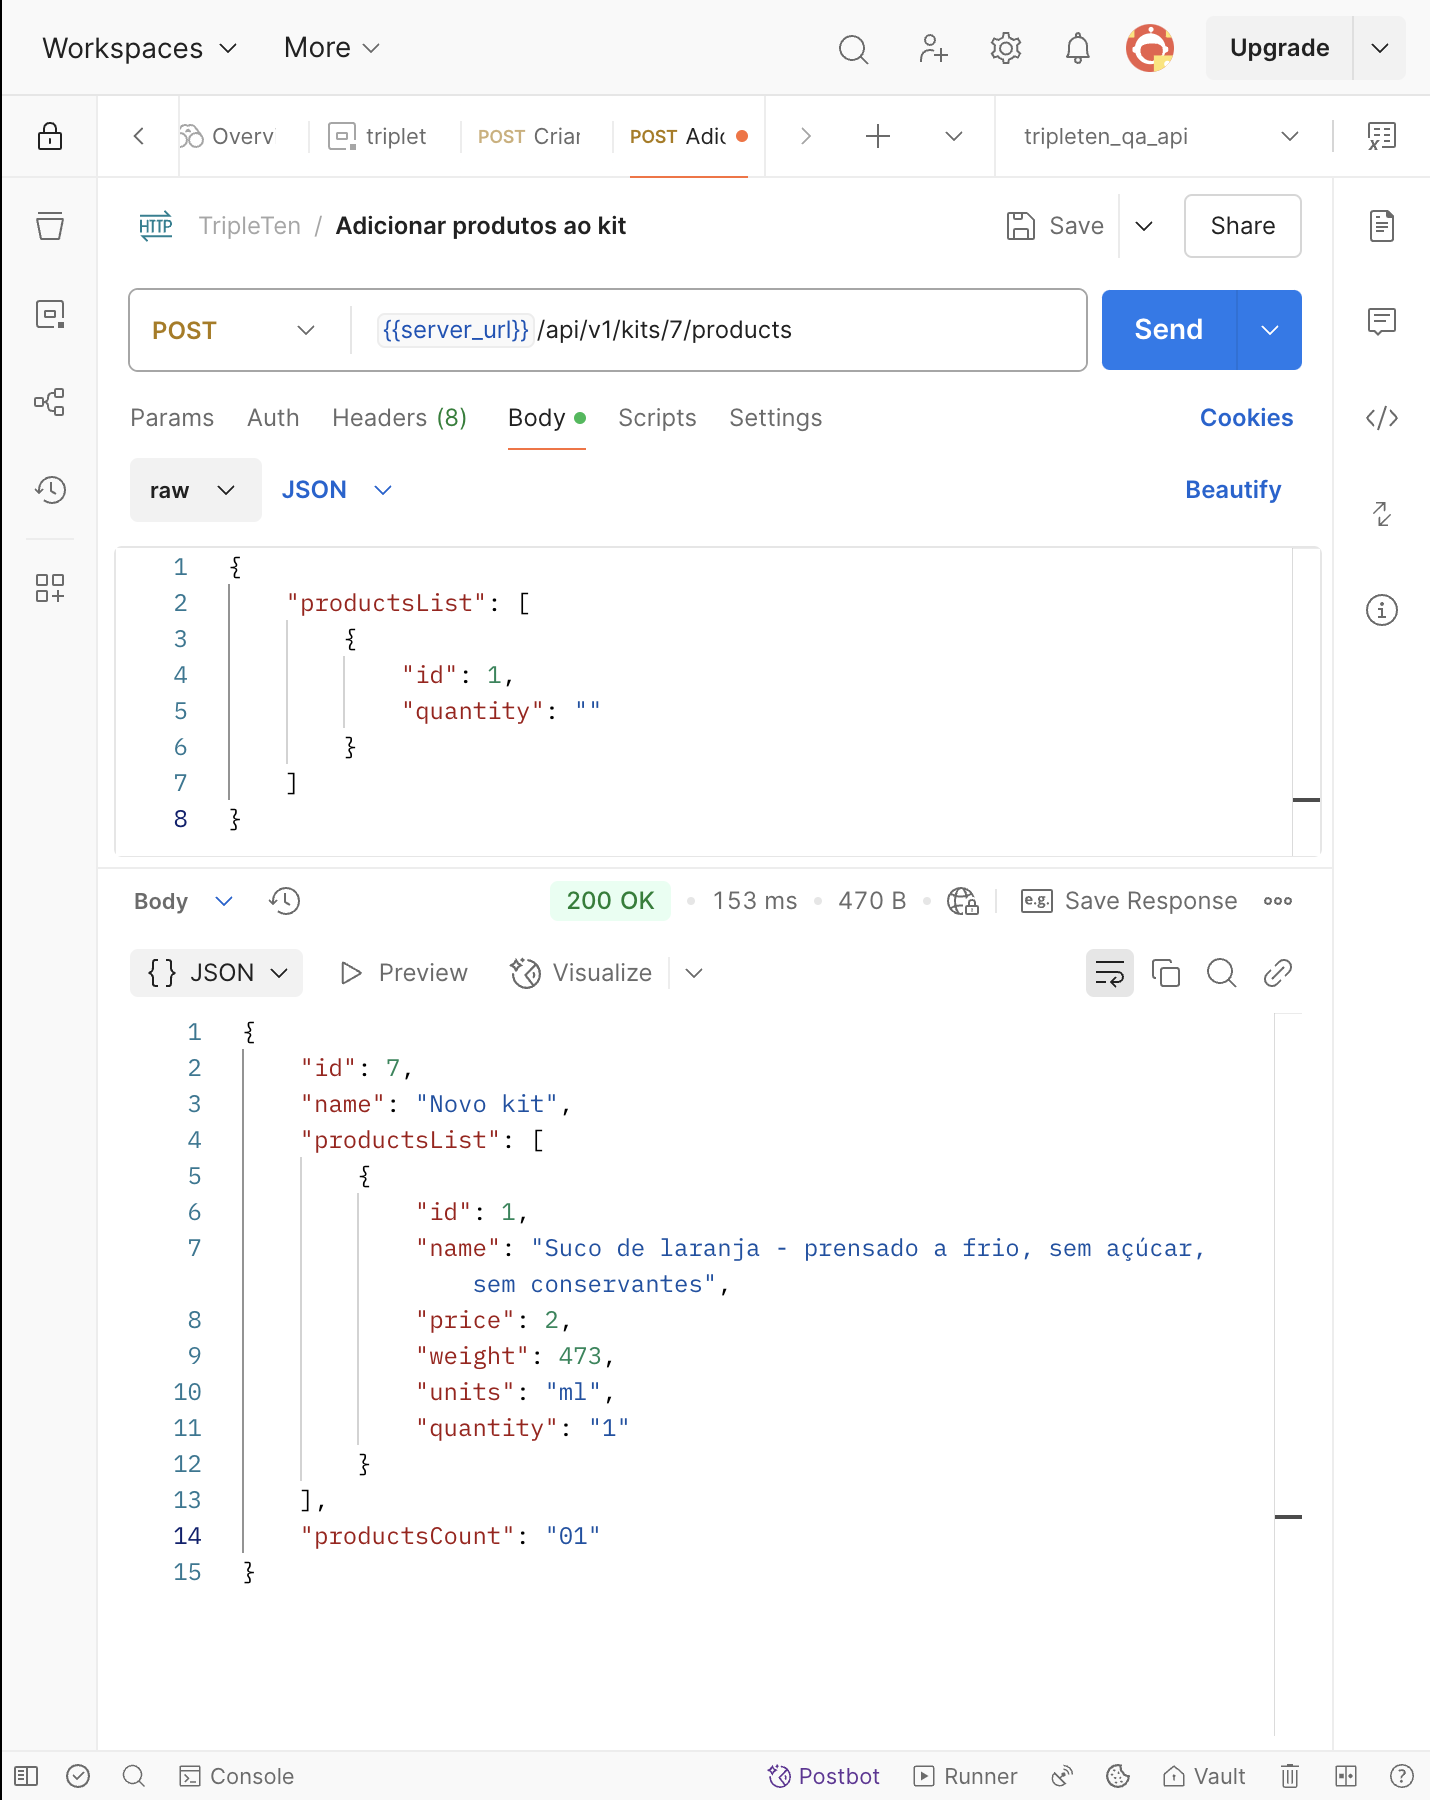 Workspaces More Upgrade
Overv triplet POST Criar POST Adic tripleten_qa_api
HTTP TripleTen / Adicionar produtos ao kit Save Share
POST {{server_url}}/api/v1/kits/7/products Send
Params Auth Headers (8) Body Scripts Settings Cookies
raw JSON Beautify
1 {
2 "productsList": [
3 {
4 "id": 1,
5 "quantity": ""
6 }
7 ]
8 }
Body 200 OK • 153 ms • 470 B • e.g. Save Response
{} JSON Preview Visualize
1 {
2 "id": 7,
3 "name": "Novo kit",
4 "productsList": [
5 {
6 "id": 1,
7 "name": "Suco de laranja - prensado a frio, sem açúcar,
sem conservantes",
8 "price": 2,
9 "weight": 473,
10 "units": "ml",
11 "quantity": "1"
12 }
13 ],
14 "productsCount": "01"
15 }
Console Postbot Runner Vault